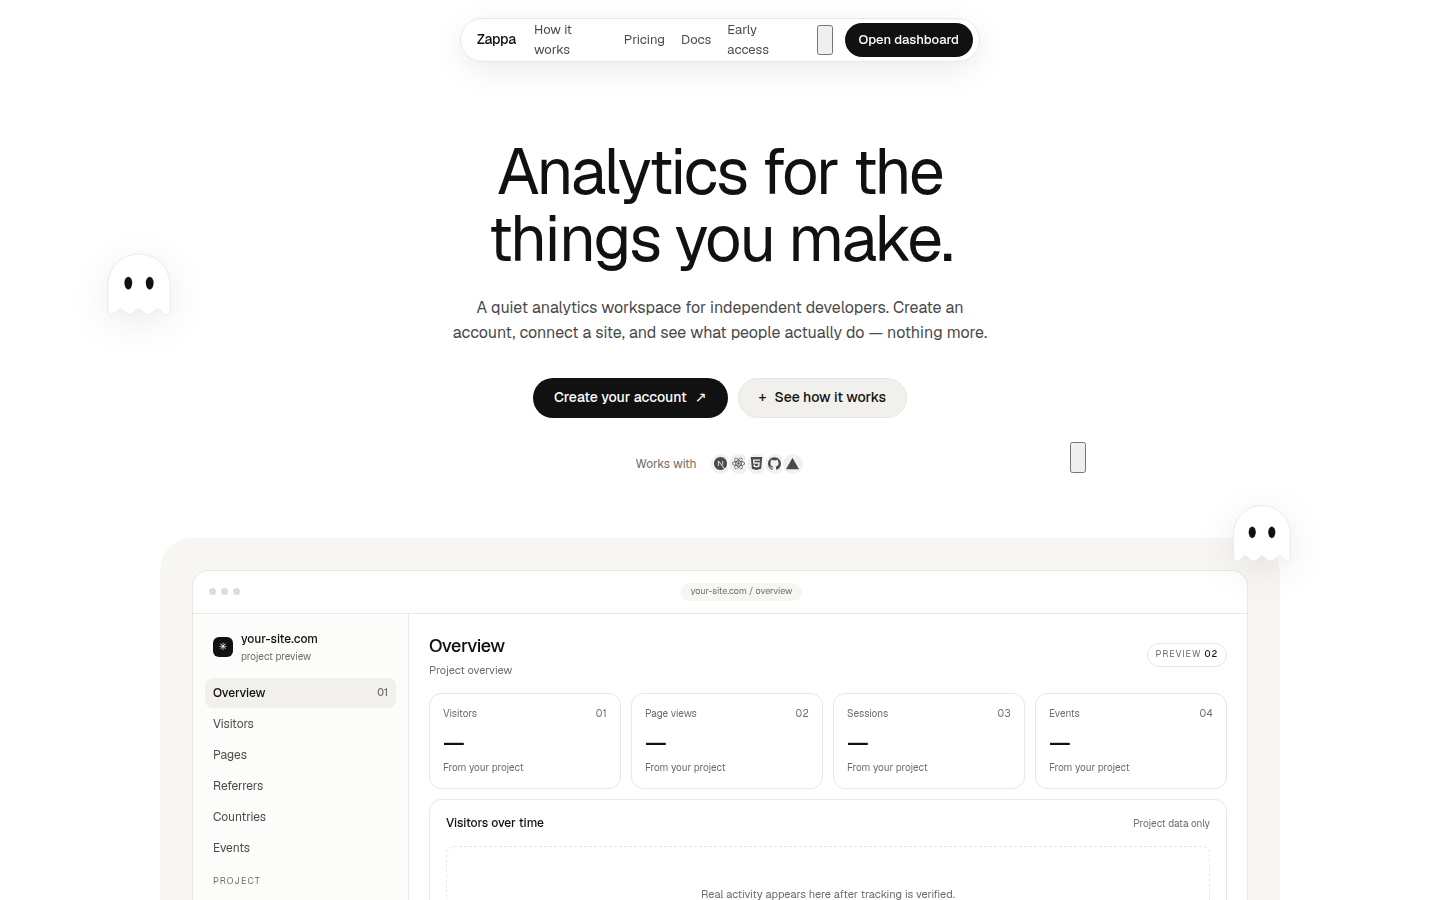 Zappa
How it works
Pricing
Docs
Early access
Open dashboard
Analytics for the
things you make.
A quiet analytics workspace for independent developers. Create an
account, connect a site, and see what people actually do — nothing more.
Create your account ↗
+ See how it works
Works with
your-site.com / overview
your-site.com
project preview
Overview 01
Visitors
Pages
Referrers
Countries
Events
PROJECT
Overview
Project overview
PREVIEW 02
Visitors 01
—
From your project
Page views 02
—
From your project
Sessions 03
—
From your project
Events 04
—
From your project
Visitors over time
Project data only
Real activity appears here after tracking is verified.